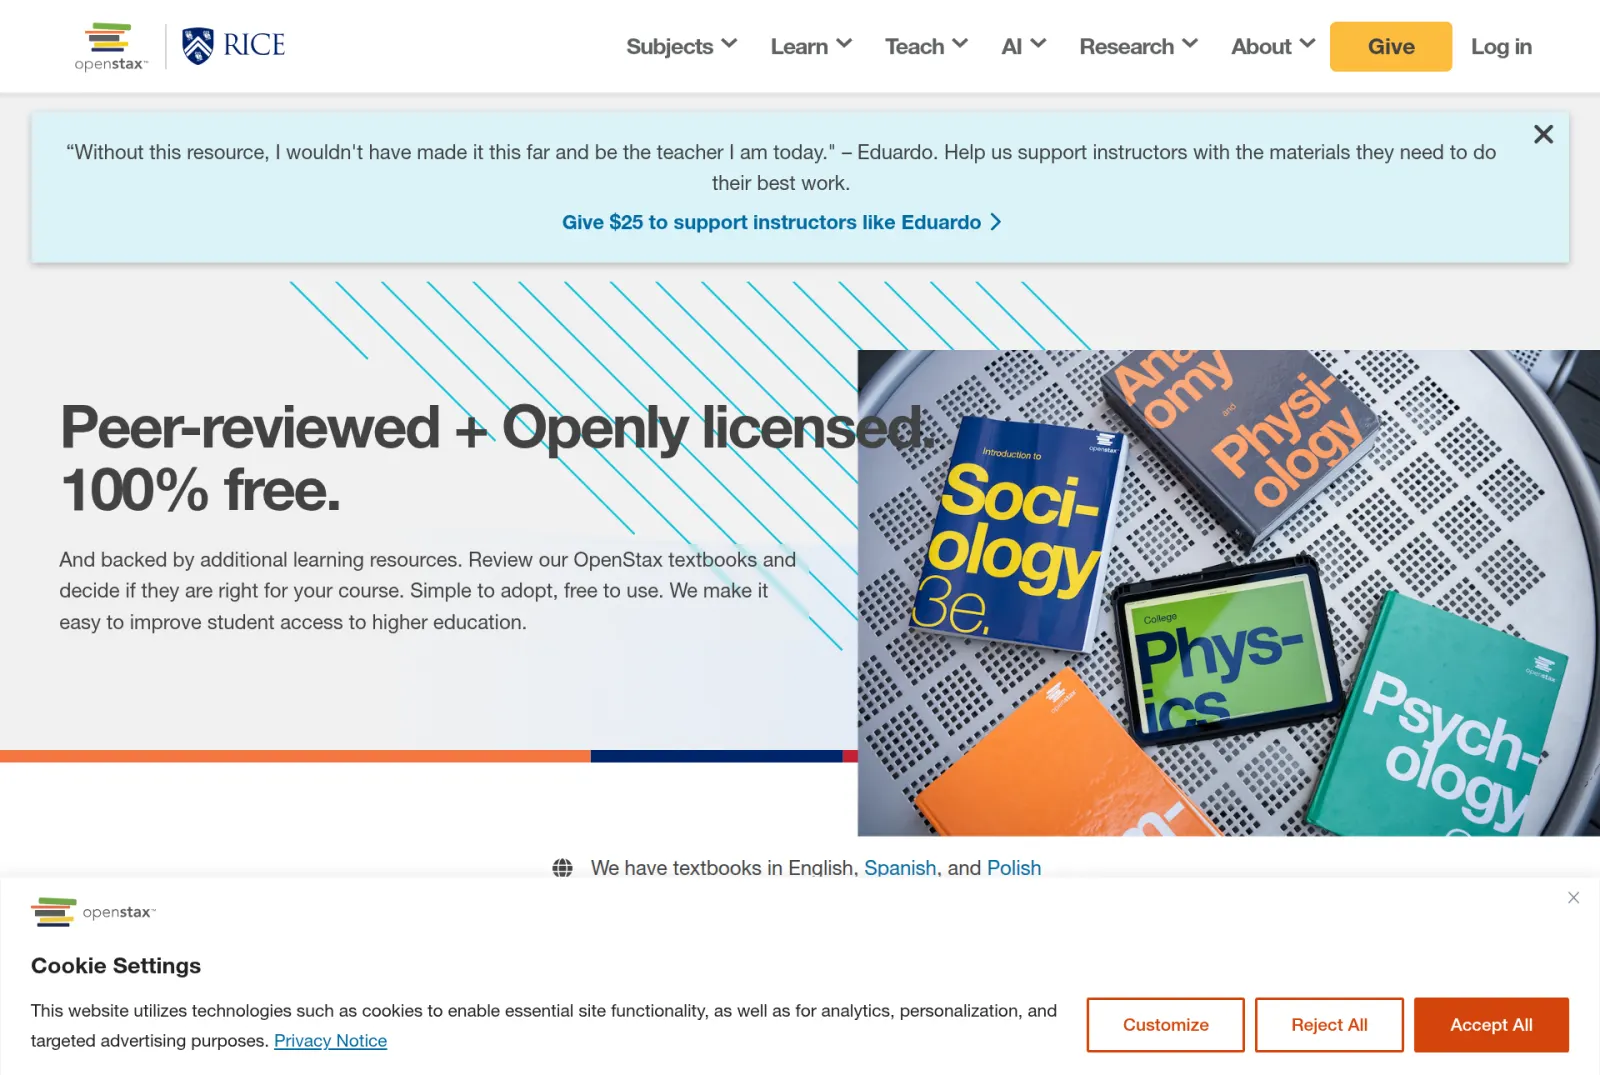 openstax™ RICE
Subjects Learn Teach AI Research About Give Log in
“Without this resource, I wouldn't have made it this far and be the teacher I am today." – Eduardo. Help us support instructors with the materials they need to do
their best work.
Give $25 to support instructors like Eduardo
Peer-reviewed + Openly licensed.
100% free.
And backed by additional learning resources. Review our OpenStax textbooks and
decide if they are right for your course. Simple to adopt, free to use. We make it
easy to improve student access to higher education.
Ana-
omy
and
Physi-
ology
openstax
Introduction to
Soci-
ology
3e.
College
Phys-
ics
openstax
m-
openstax
Psych-
ology
We have textbooks in English, Spanish, and Polish
openstax™
Cookie Settings
This website utilizes technologies such as cookies to enable essential site functionality, as well as for analytics, personalization, and
targeted advertising purposes. Privacy Notice
Customize Reject All Accept All